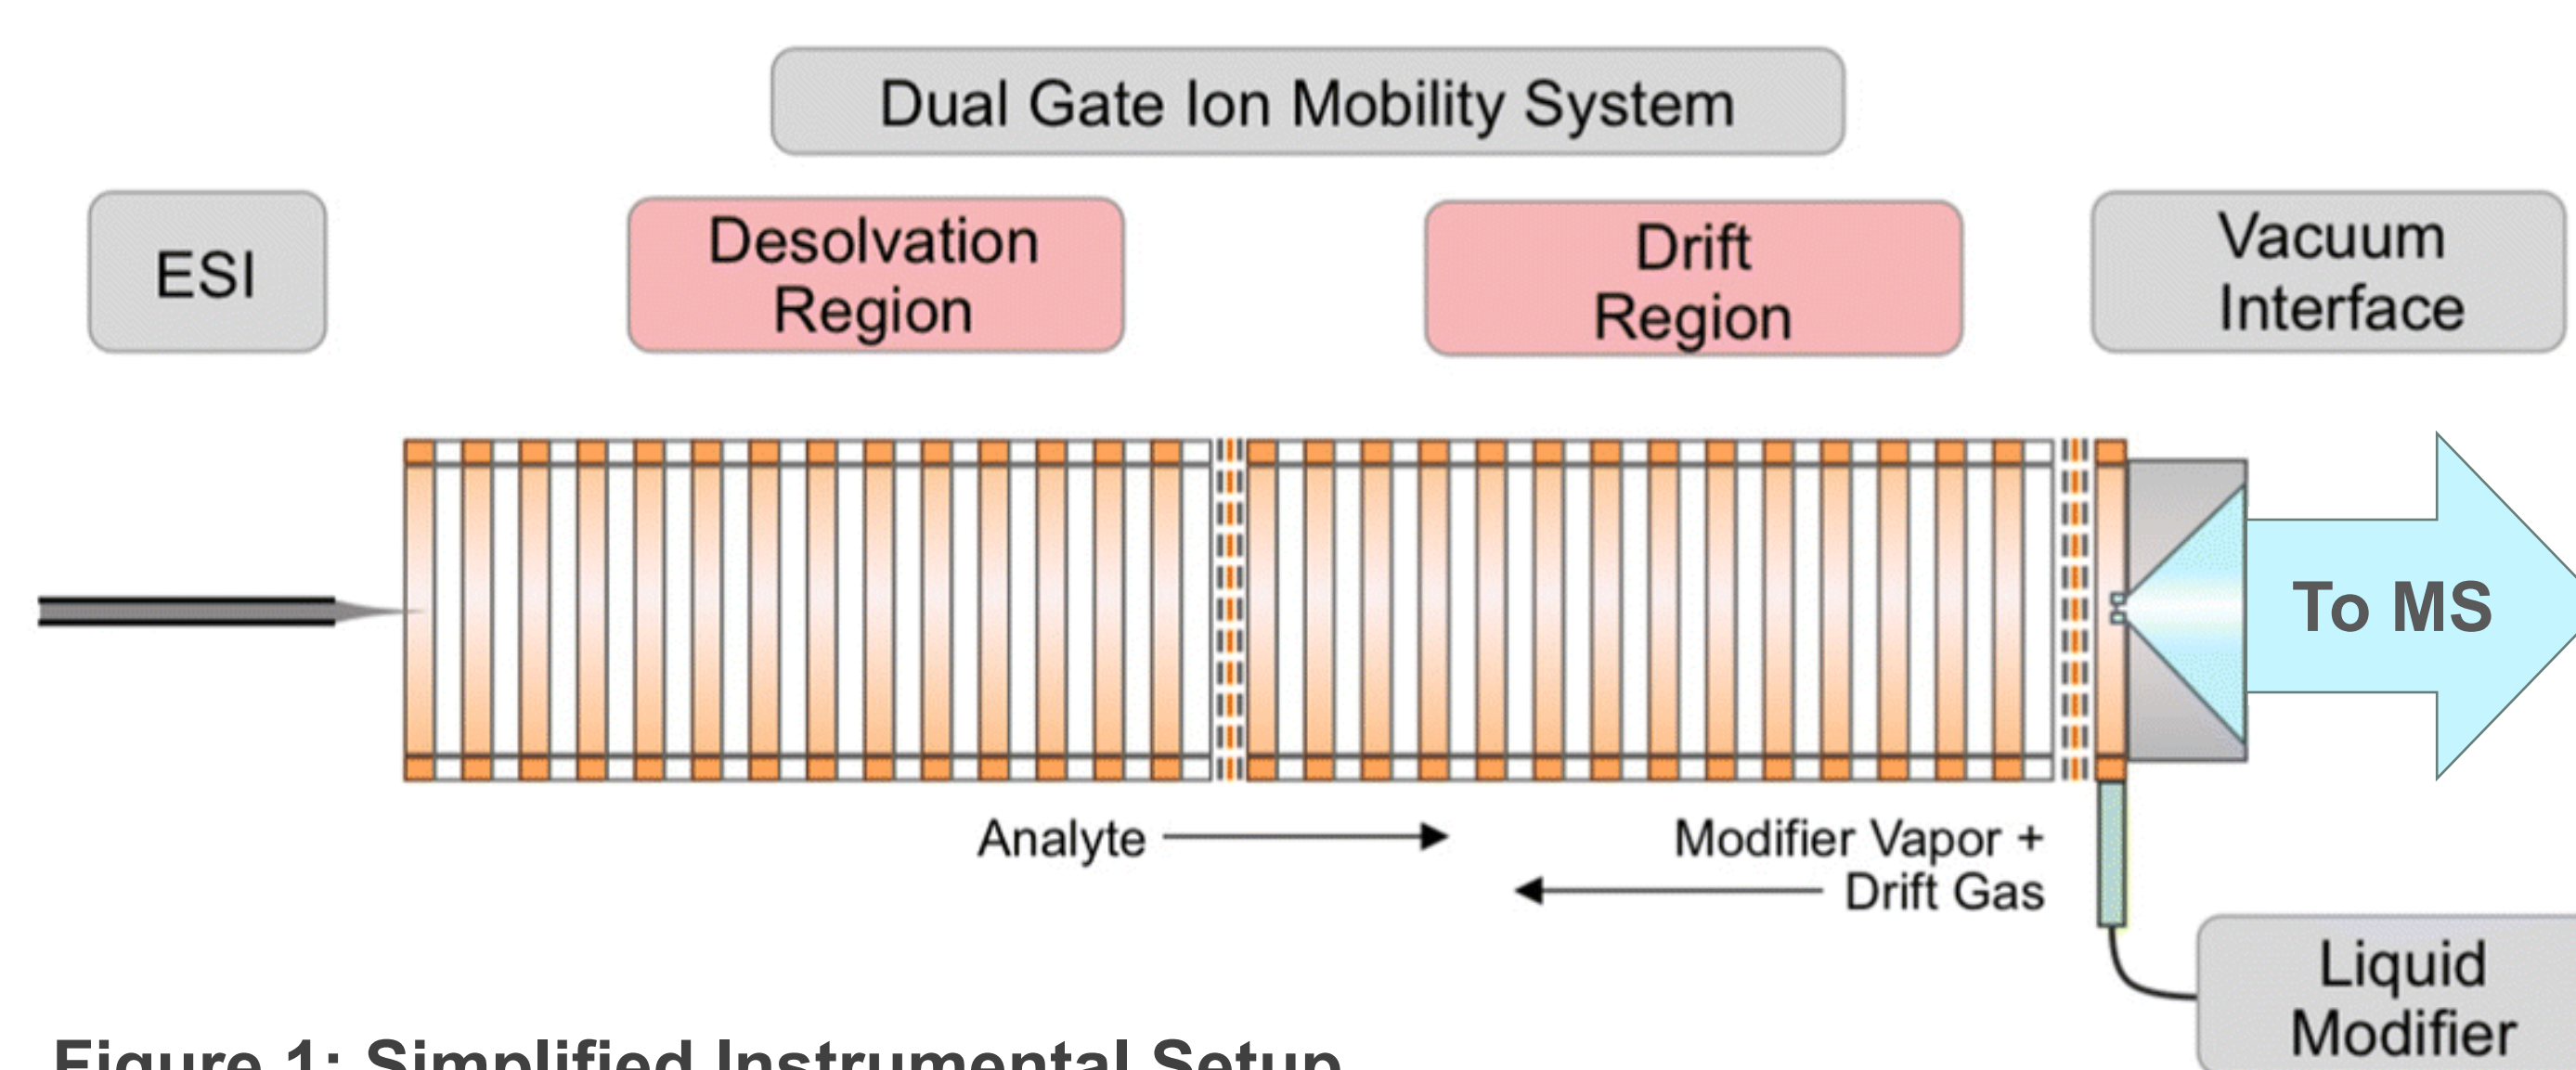 Dual Gate Ion Mobility System
ESI
Desolvation
Region
Drift
Region
Vacuum
Interface
To MS
Analyte
Modifier Vapor +
Drift Gas
Liquid
Modifier
Figure 1: Simplified Instrumental Setup